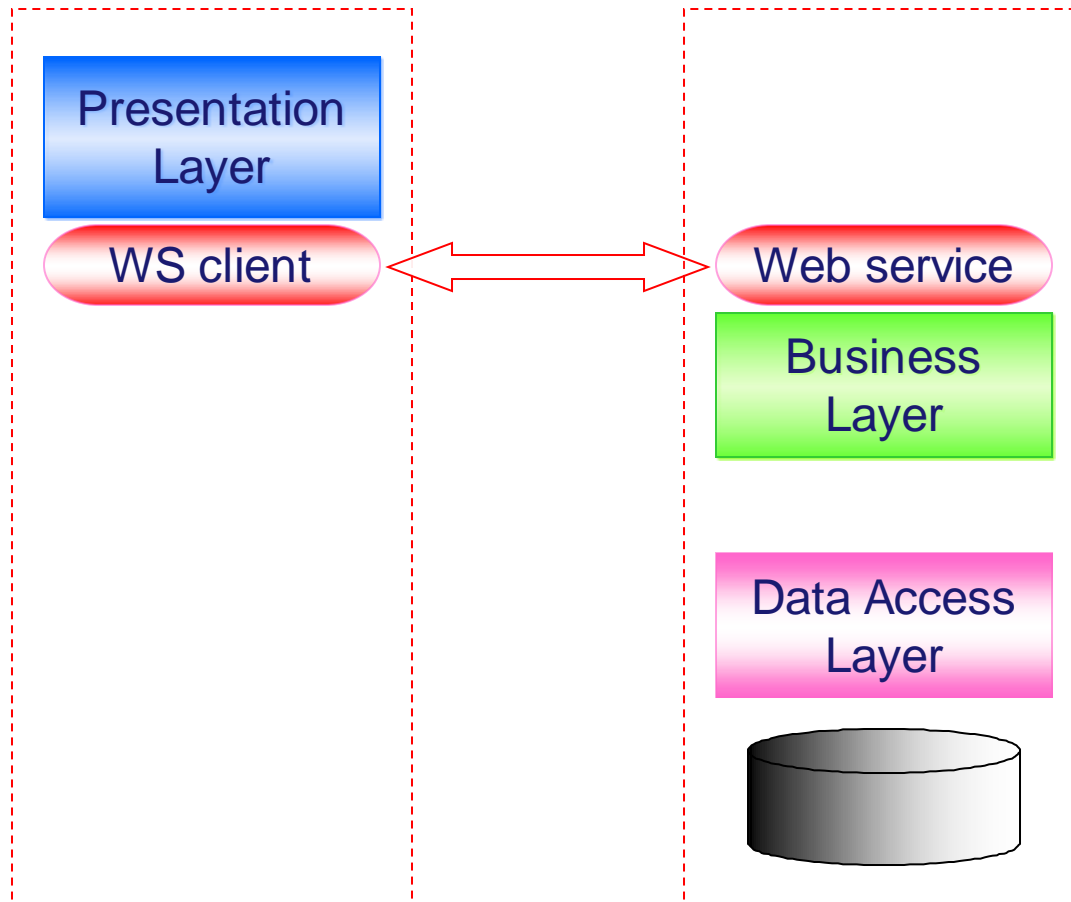 Presentation
Layer
WS client
Web service
Business
Layer
Data Access
Layer